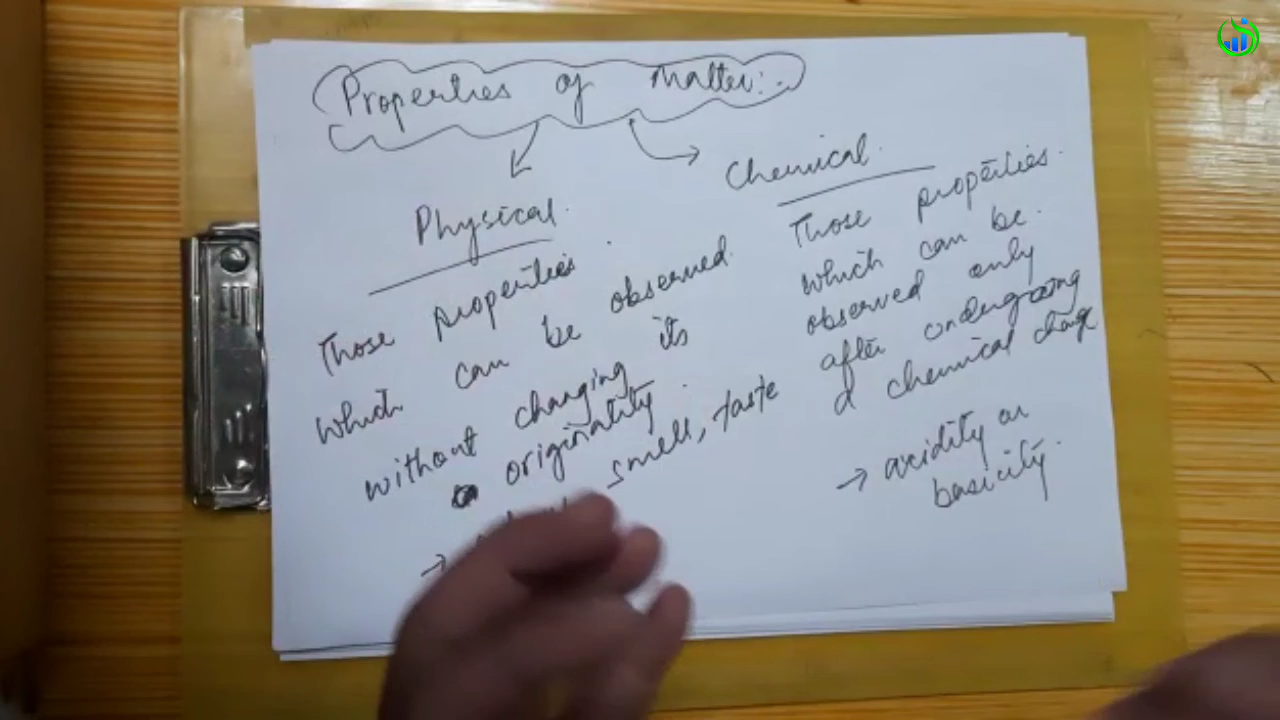 Properties of Matter:-
Physical.
Those properties
which can be observed
without changing its
originality
→ smell, taste
Chemical.
Those properties.
which can be.
observed only
after undergoing
a chemical change
→ acidity or
basicity.